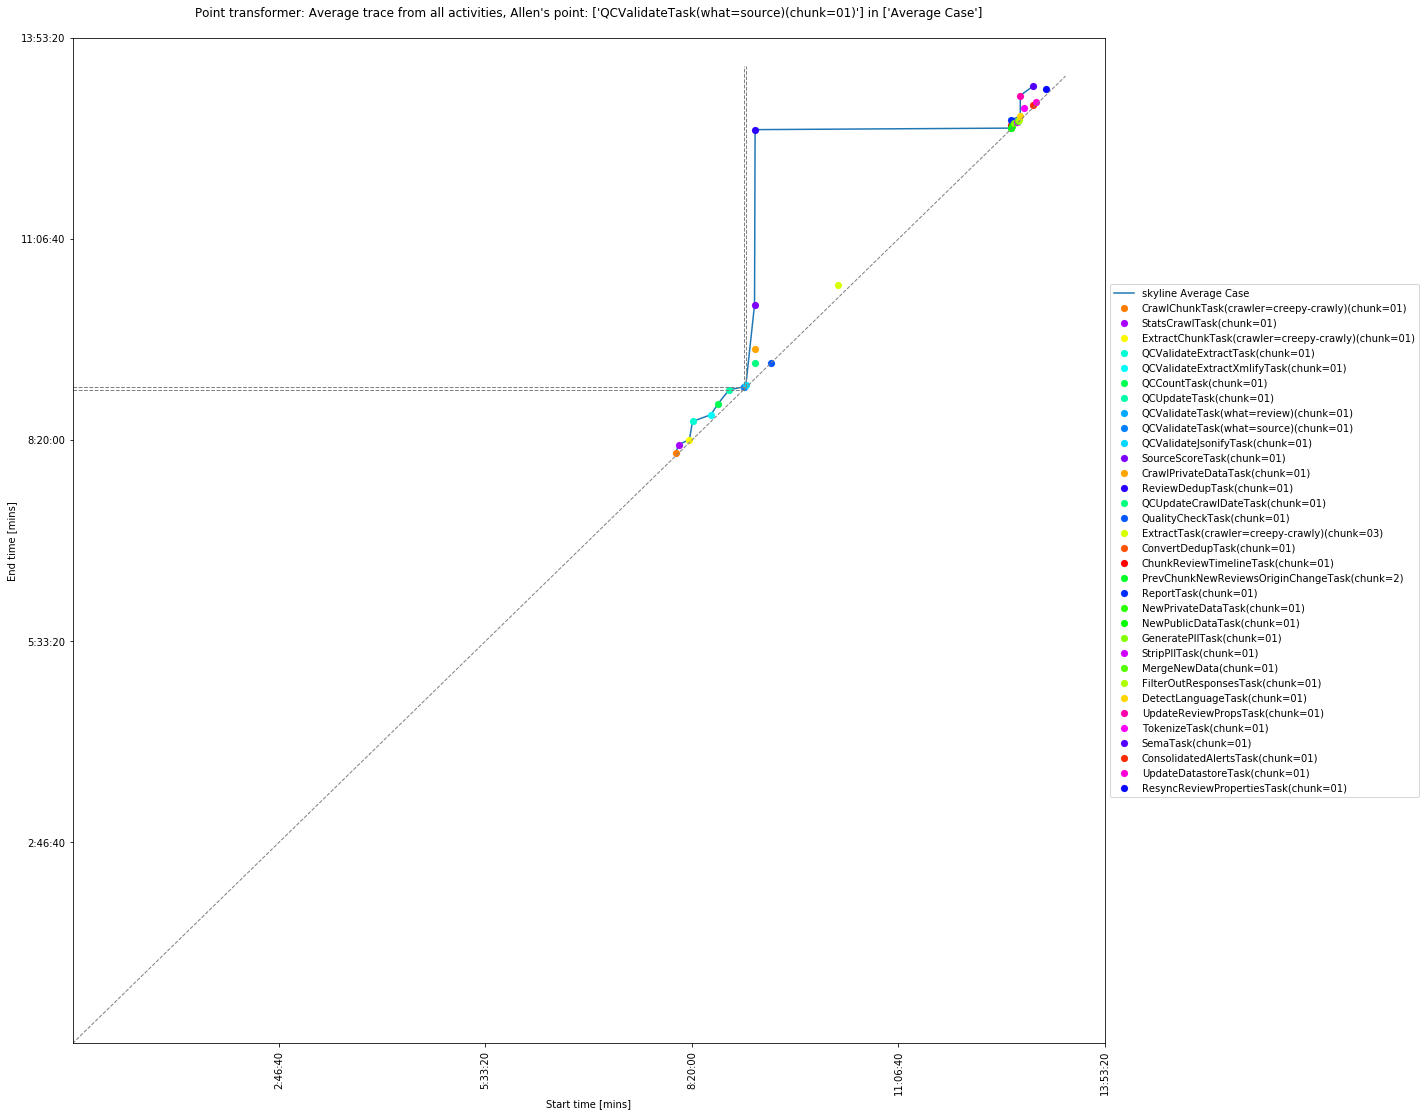 Point transformer: Average trace from all activities, Allen's point: ['QCValidateTask(what=source)(chunk=01)'] in ['Average Case']
13:53:20
11:06:40
8:20:00
5:33:20
2:46:40
End time [mins]
2:46:40
5:33:20
8:20:00
11:06:40
13:53:20
Start time [mins]
skyline Average Case
CrawlChunkTask(crawler=creepy-crawly)(chunk=01)
StatsCrawlTask(chunk=01)
ExtractChunkTask(crawler=creepy-crawly)(chunk=01)
QCValidateExtractTask(chunk=01)
QCValidateExtractXmlifyTask(chunk=01)
QCCountTask(chunk=01)
QCUpdateTask(chunk=01)
QCValidateTask(what=review)(chunk=01)
QCValidateTask(what=source)(chunk=01)
QCValidateJsonifyTask(chunk=01)
SourceScoreTask(chunk=01)
CrawlPrivateDataTask(chunk=01)
ReviewDedupTask(chunk=01)
QCUpdateCrawlDateTask(chunk=01)
QualityCheckTask(chunk=01)
ExtractTask(crawler=creepy-crawly)(chunk=03)
ConvertDedupTask(chunk=01)
ChunkReviewTimelineTask(chunk=01)
PrevChunkNewReviewsOriginChangeTask(chunk=2)
ReportTask(chunk=01)
NewPrivateDataTask(chunk=01)
NewPublicDataTask(chunk=01)
GeneratePIITask(chunk=01)
StripPIITask(chunk=01)
MergeNewData(chunk=01)
FilterOutResponsesTask(chunk=01)
DetectLanguageTask(chunk=01)
UpdateReviewPropsTask(chunk=01)
TokenizeTask(chunk=01)
SemaTask(chunk=01)
ConsolidatedAlertsTask(chunk=01)
UpdateDatastoreTask(chunk=01)
ResyncReviewPropertiesTask(chunk=01)